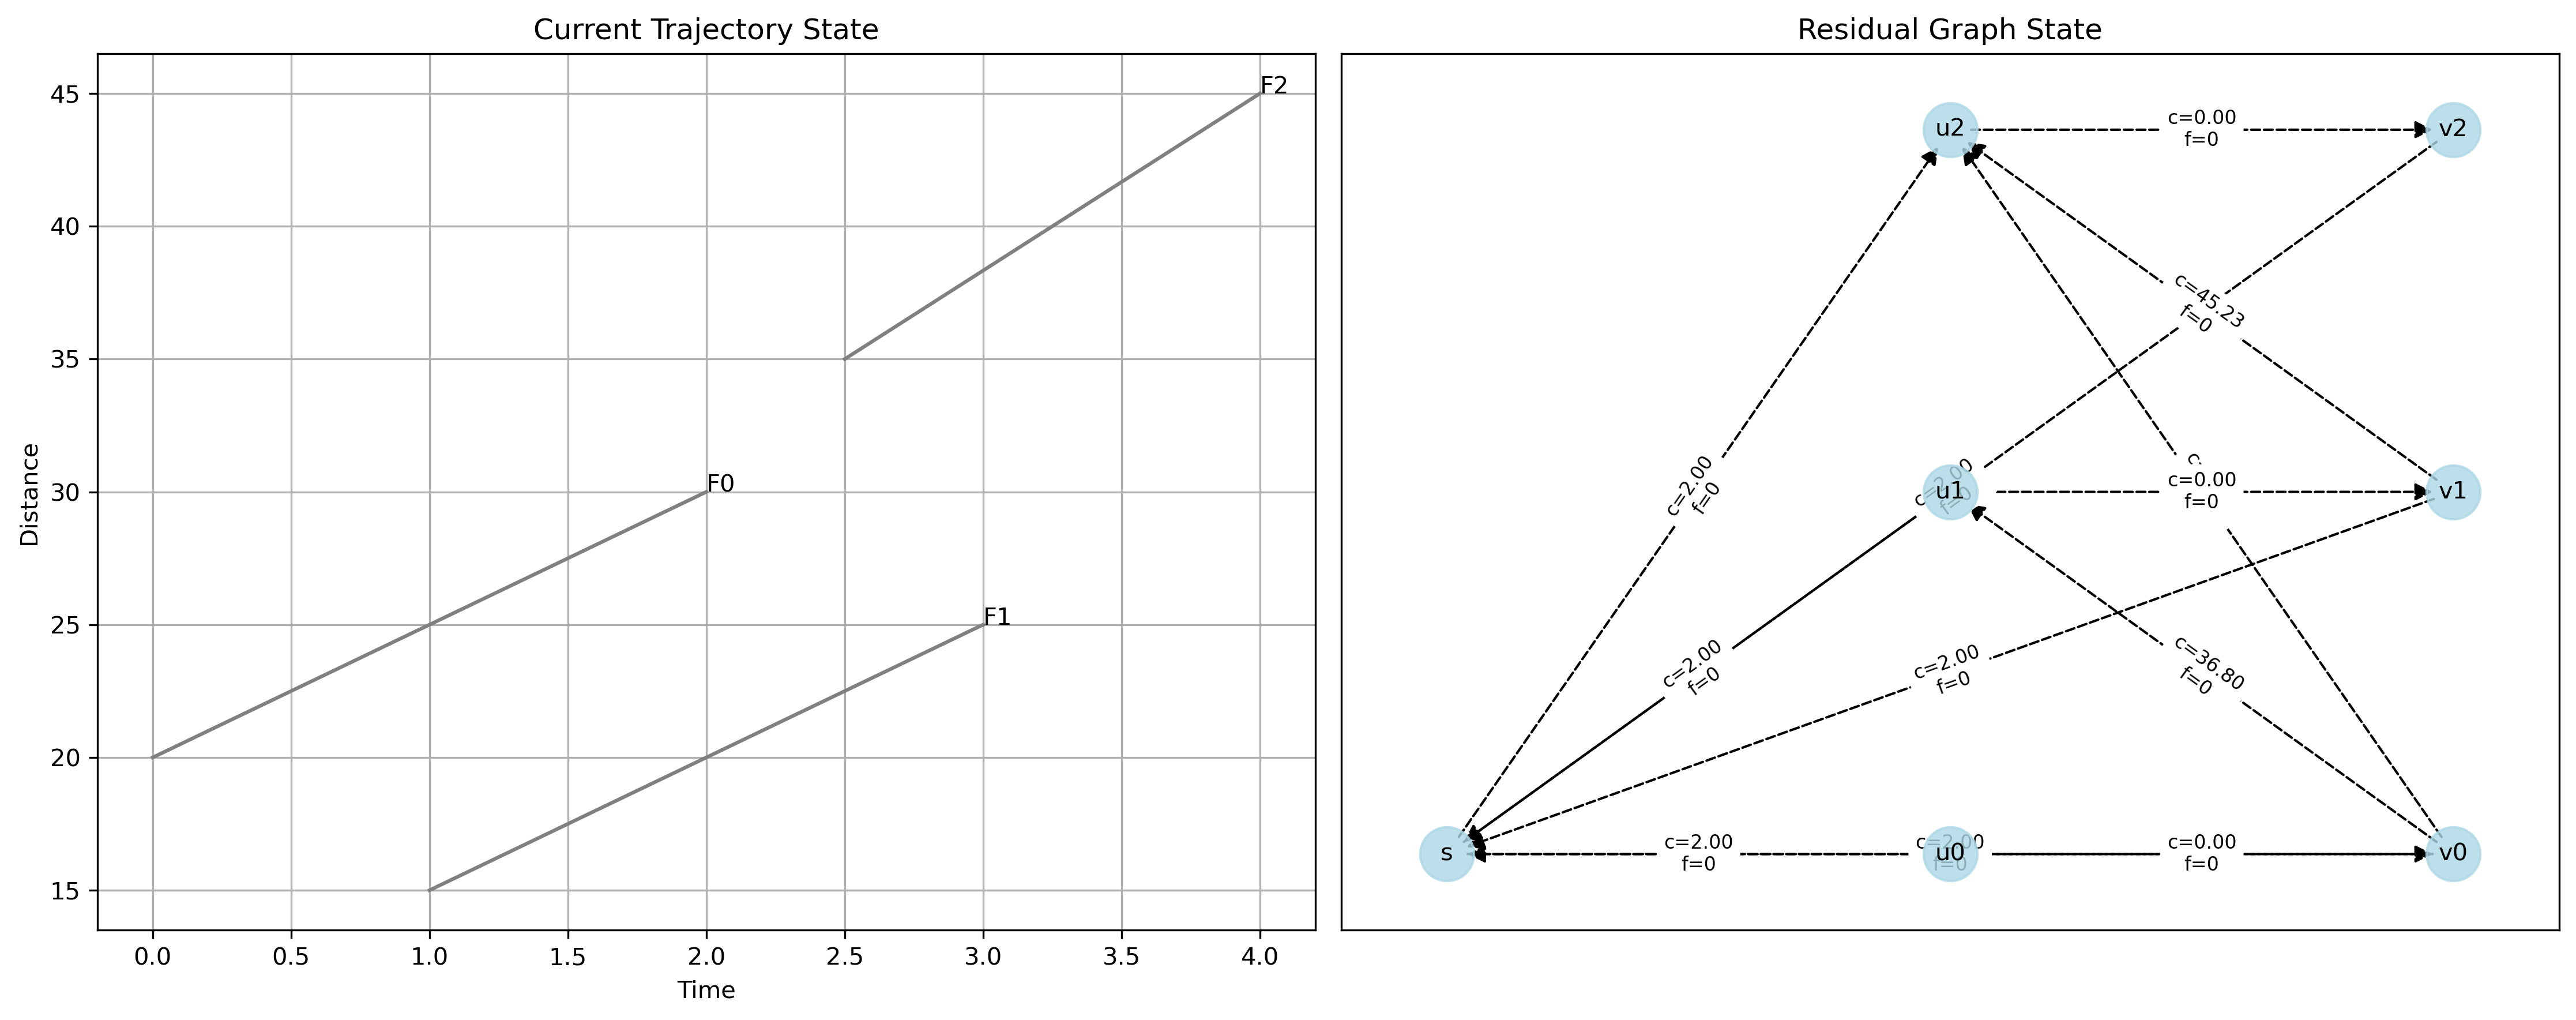 Current Trajectory State
45
40
35
30
25
20
15
Distance
0.0 0.5 1.0 1.5 2.0 2.5 3.0 3.5 4.0
Time
F2
F0
F1
Residual Graph State
u2
c=0.00
f=0
v2
c=45.23
f=0
c=2.00
f=0
u1
c=0.00
f=0
v1
c=2.00
f=0
c=2.00
f=0
c=36.80
f=0
s
c=2.00
f=0
u0
c=0.00
f=0
v0